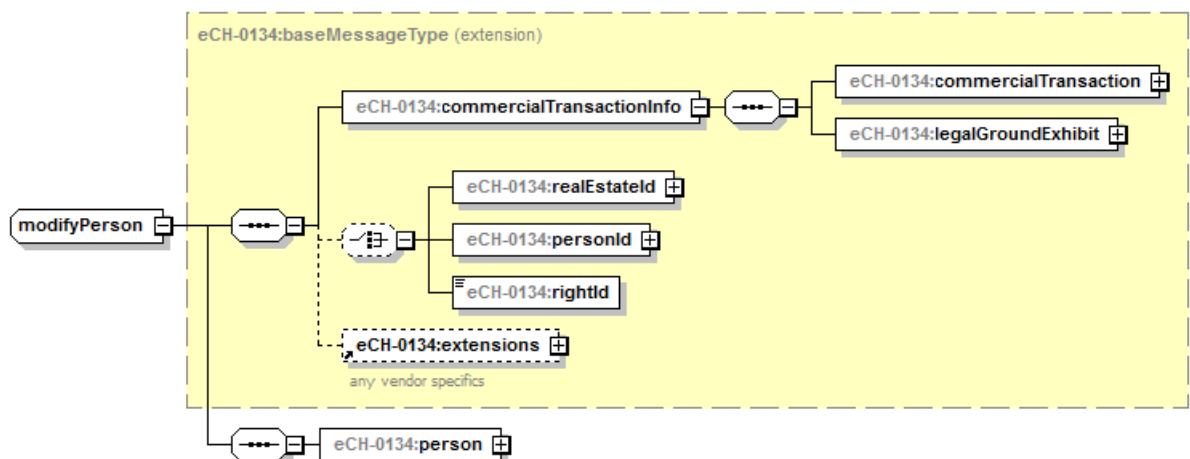 eCH-0134:baseMessageType (extension)
eCH-0134:commercialTransaction
eCH-0134:commercialTransactionInfo
eCH-0134:legalGroundExhibit
eCH-0134:realEstateId
modifyPerson
eCH-0134:personId
eCH-0134:rightId
eCH-0134:extensions
any vendor specifics
eCH-0134:person